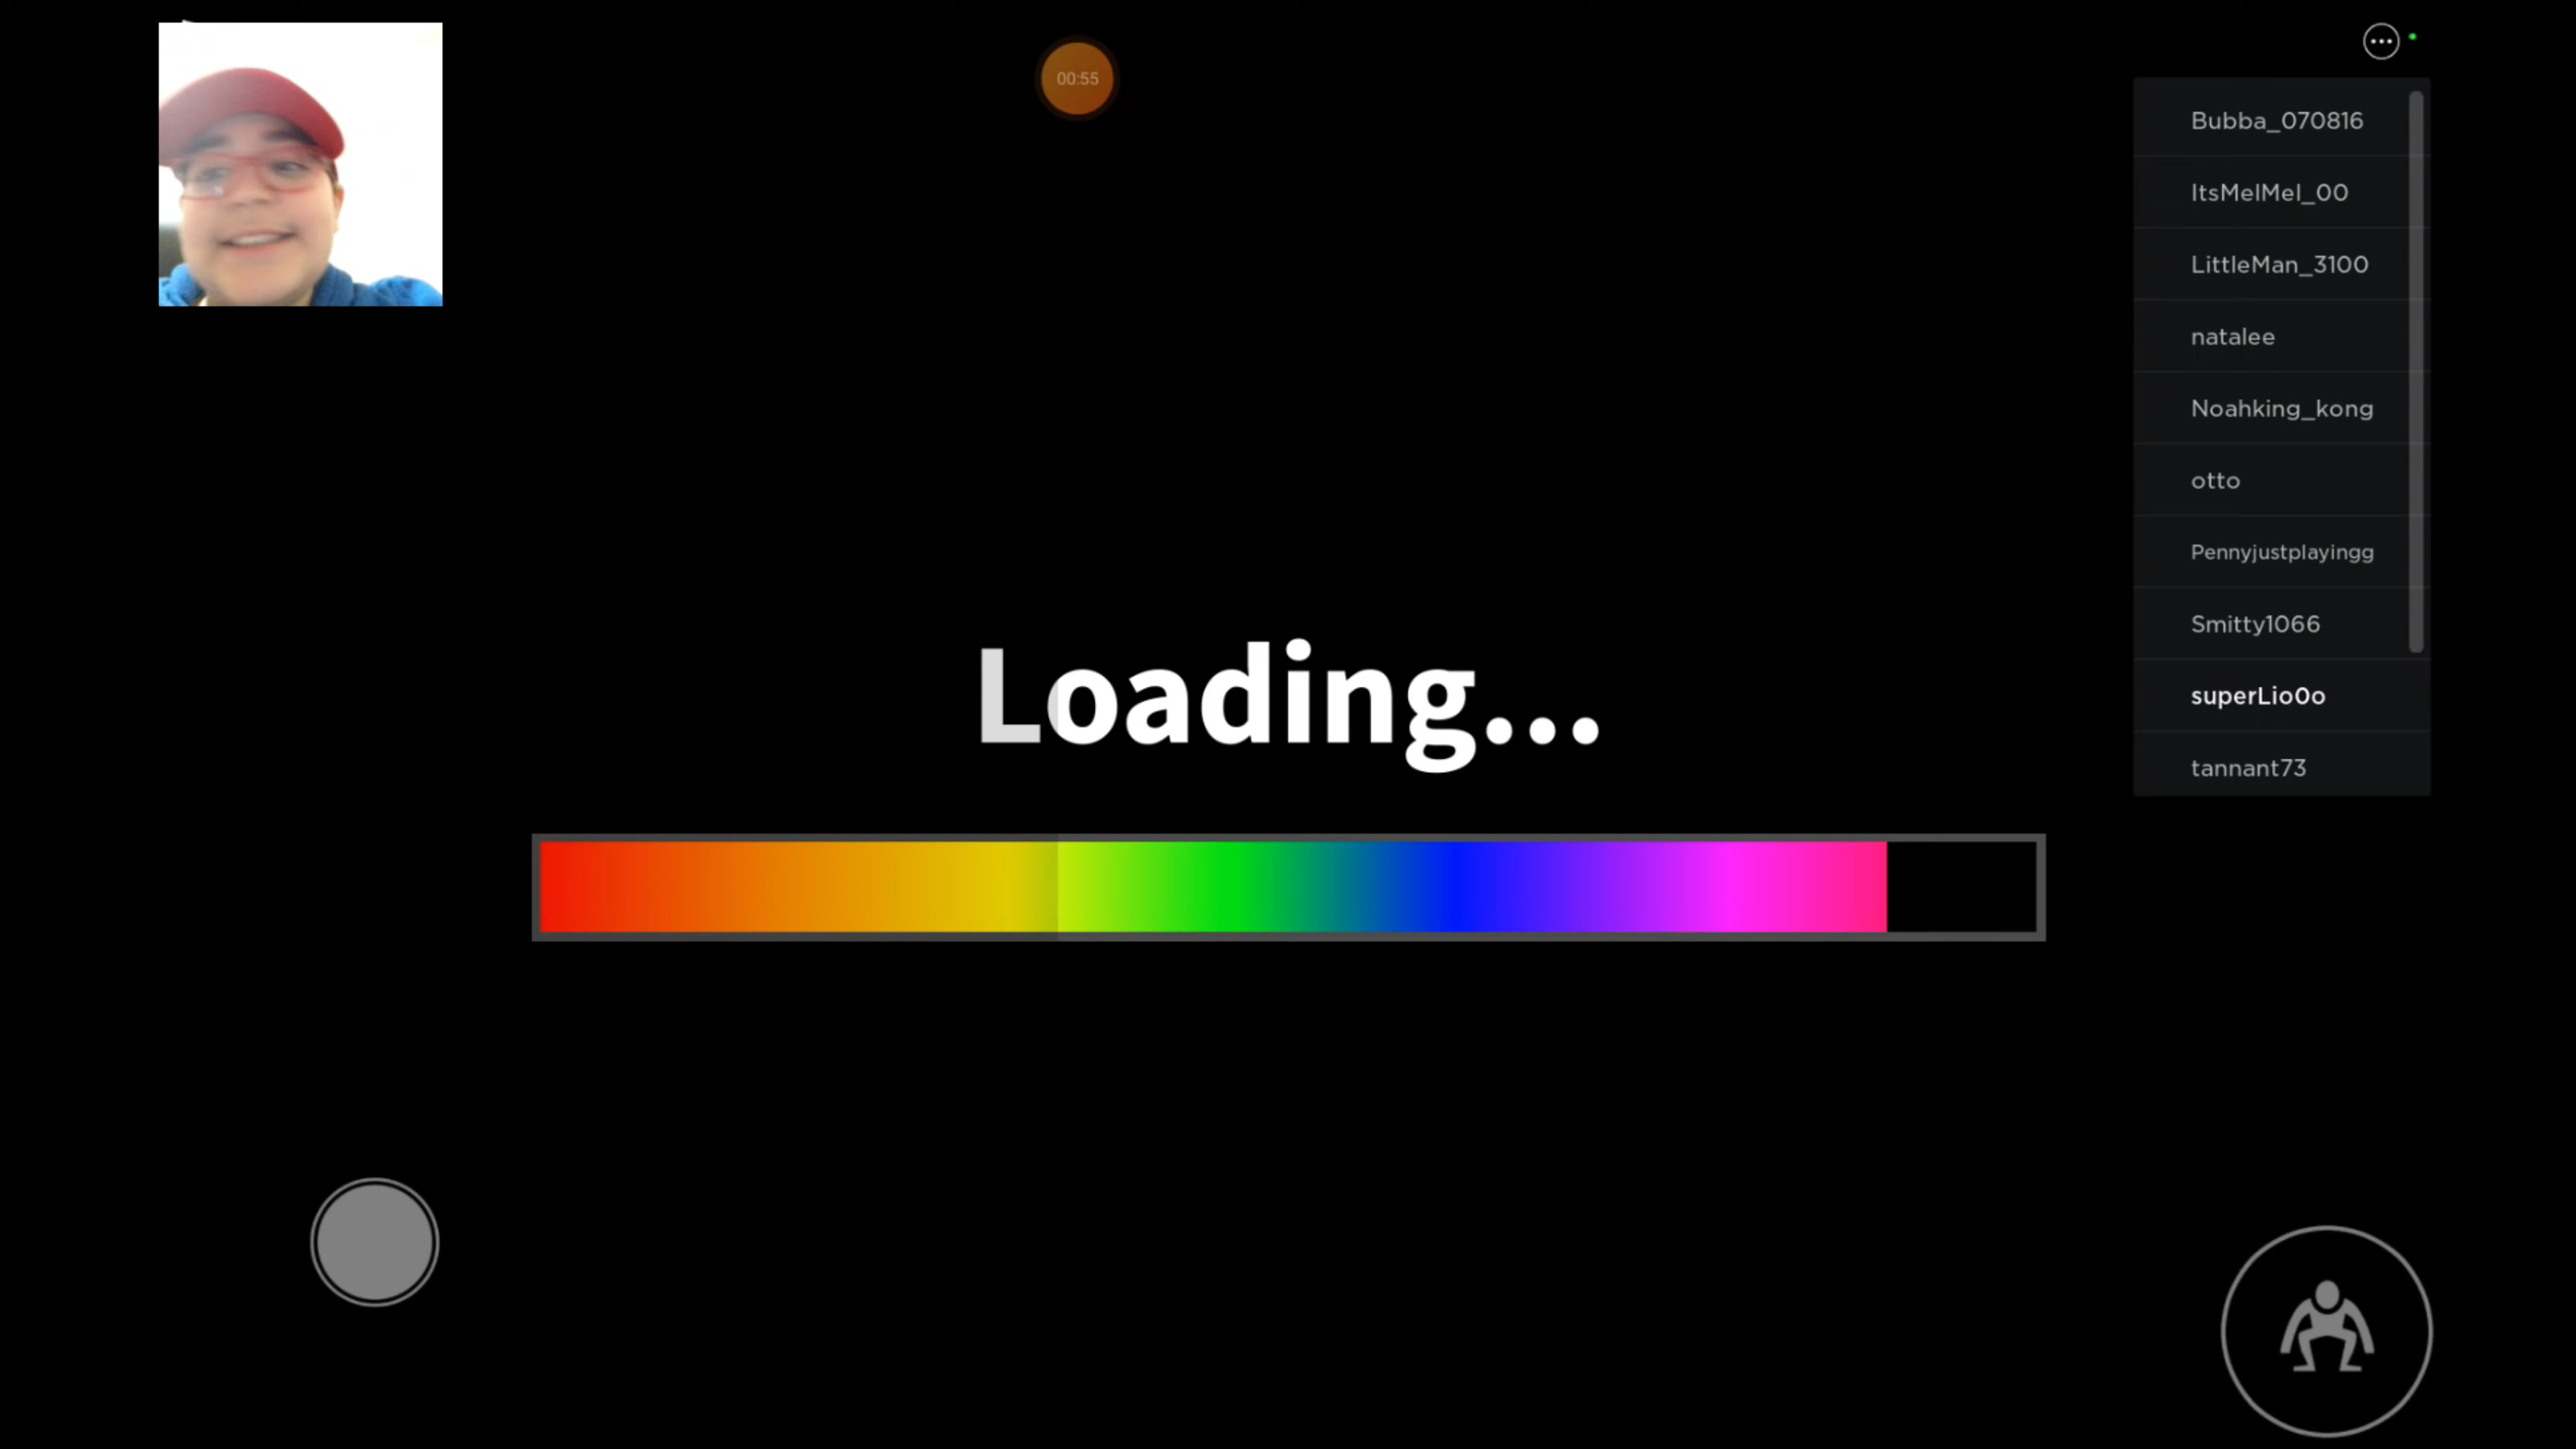 00:55
Bubba_070816
ItsMelMel_00
LittleMan_3100
natalee
Noahking_kong
otto
Pennyjustplayingg
Smitty1066
superLio0o
tannant73
Loading...